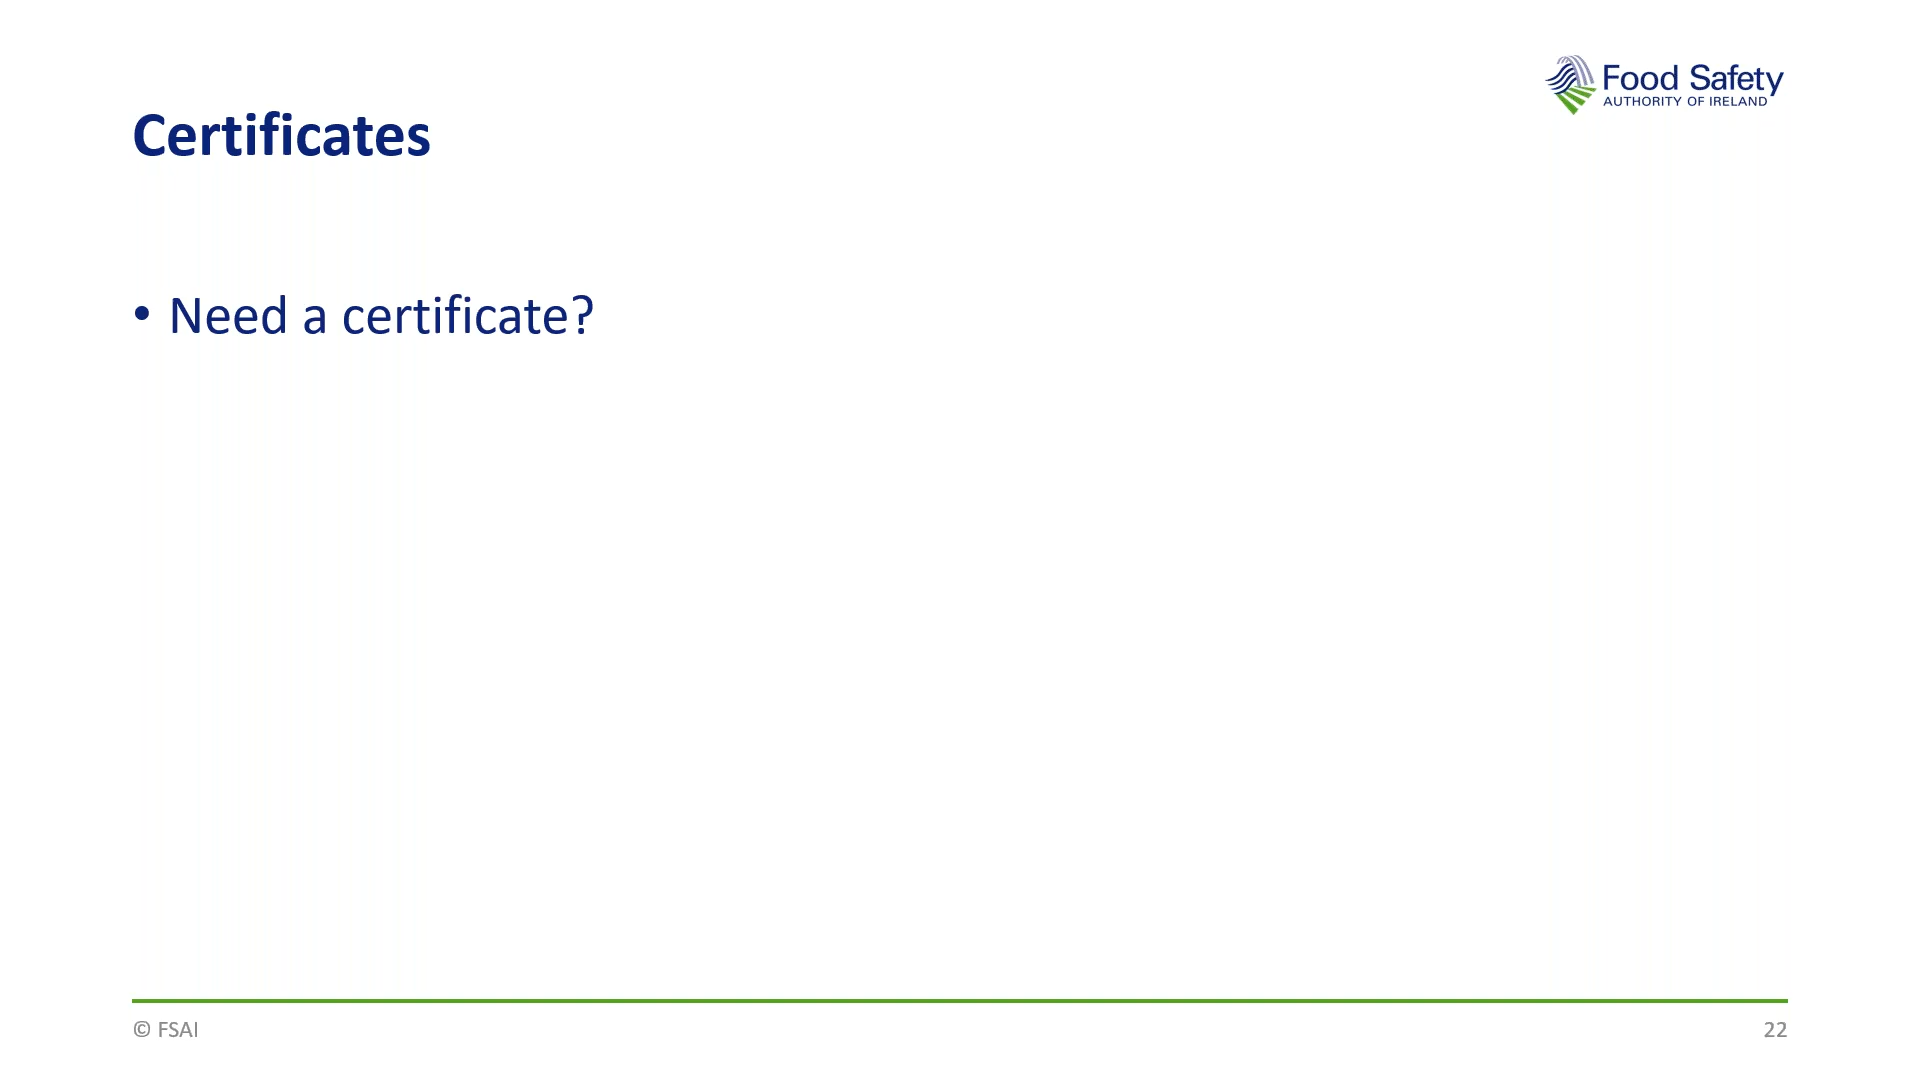 Food Safety
AUTHORITY OF IRELAND
Certificates
• Need a certificate?
© FSAI
22